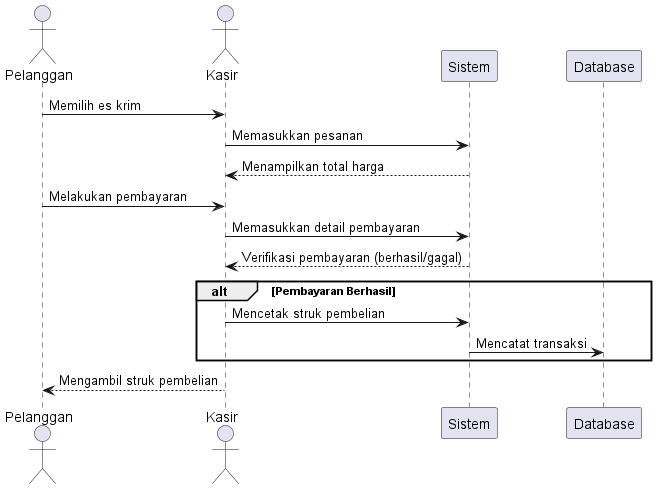 Pelanggan
Kasir
Sistem
Database
Memilih es krim
Memasukkan pesanan
Menampilkan total harga
Melakukan pembayaran
Memasukkan detail pembayaran
Verifikasi pembayaran (berhasil/gagal)
alt [Pembayaran Berhasil]
Mencetak struk pembelian
Mencatat transaksi
Mengambil struk pembelian
Pelanggan
Kasir
Sistem
Database